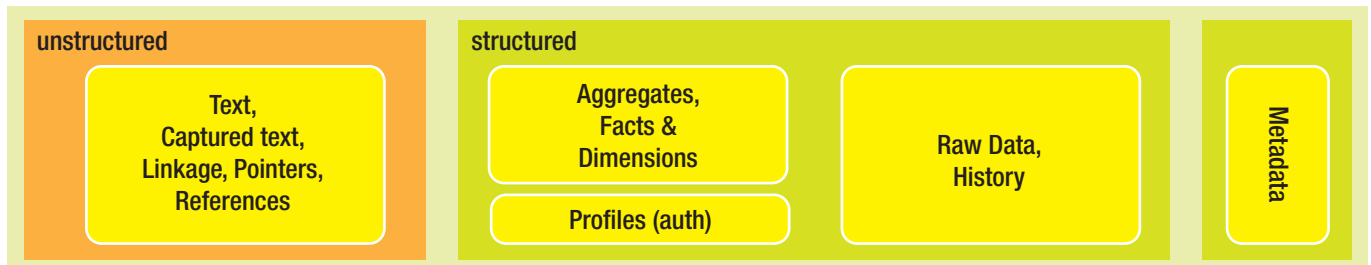 unstructured
Text,
Captured text,
Linkage, Pointers,
References
structured
Aggregates,
Facts &
Dimensions
Profiles (auth)
Raw Data,
History
Metadata